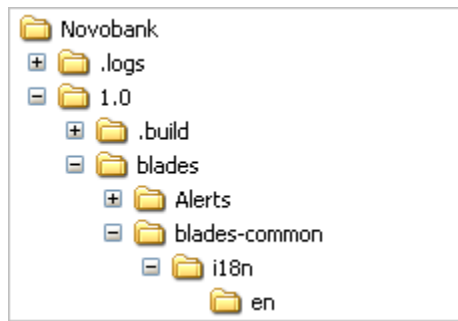 Novobank
.logs
1.0
.build
blades
Alerts
blades-common
i18n
en